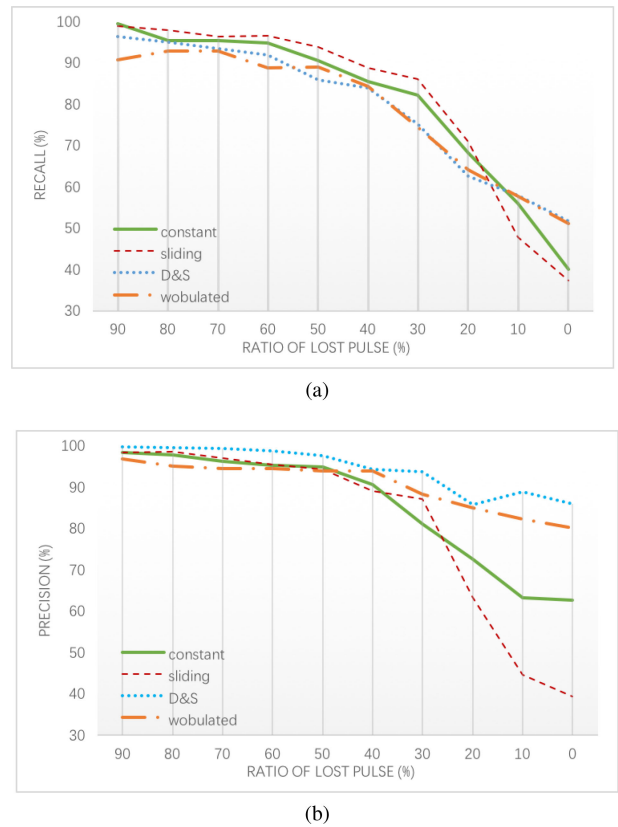 100
90
80
70
60
50
40
30
RECALL (%)
constant
sliding
D&S
wobulated
90 80 70 60 50 40 30 20 10 0
RATIO OF LOST PULSE (%)
(a)
100
90
80
70
60
50
40
30
PRECISION (%)
constant
sliding
D&S
wobulated
90 80 70 60 50 40 30 20 10 0
RATIO OF LOST PULSE (%)
(b)